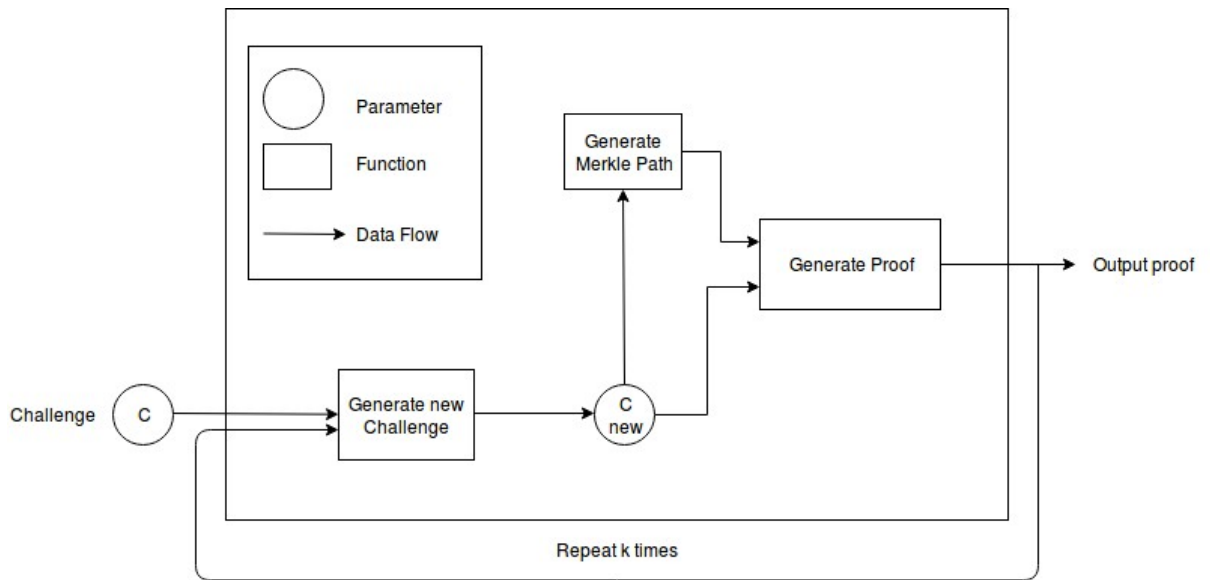 Parameter
Function
Data Flow
Generate
Merkle Path
Generate Proof
Output proof
Challenge
C
Generate new
Challenge
C
new
Repeat k times